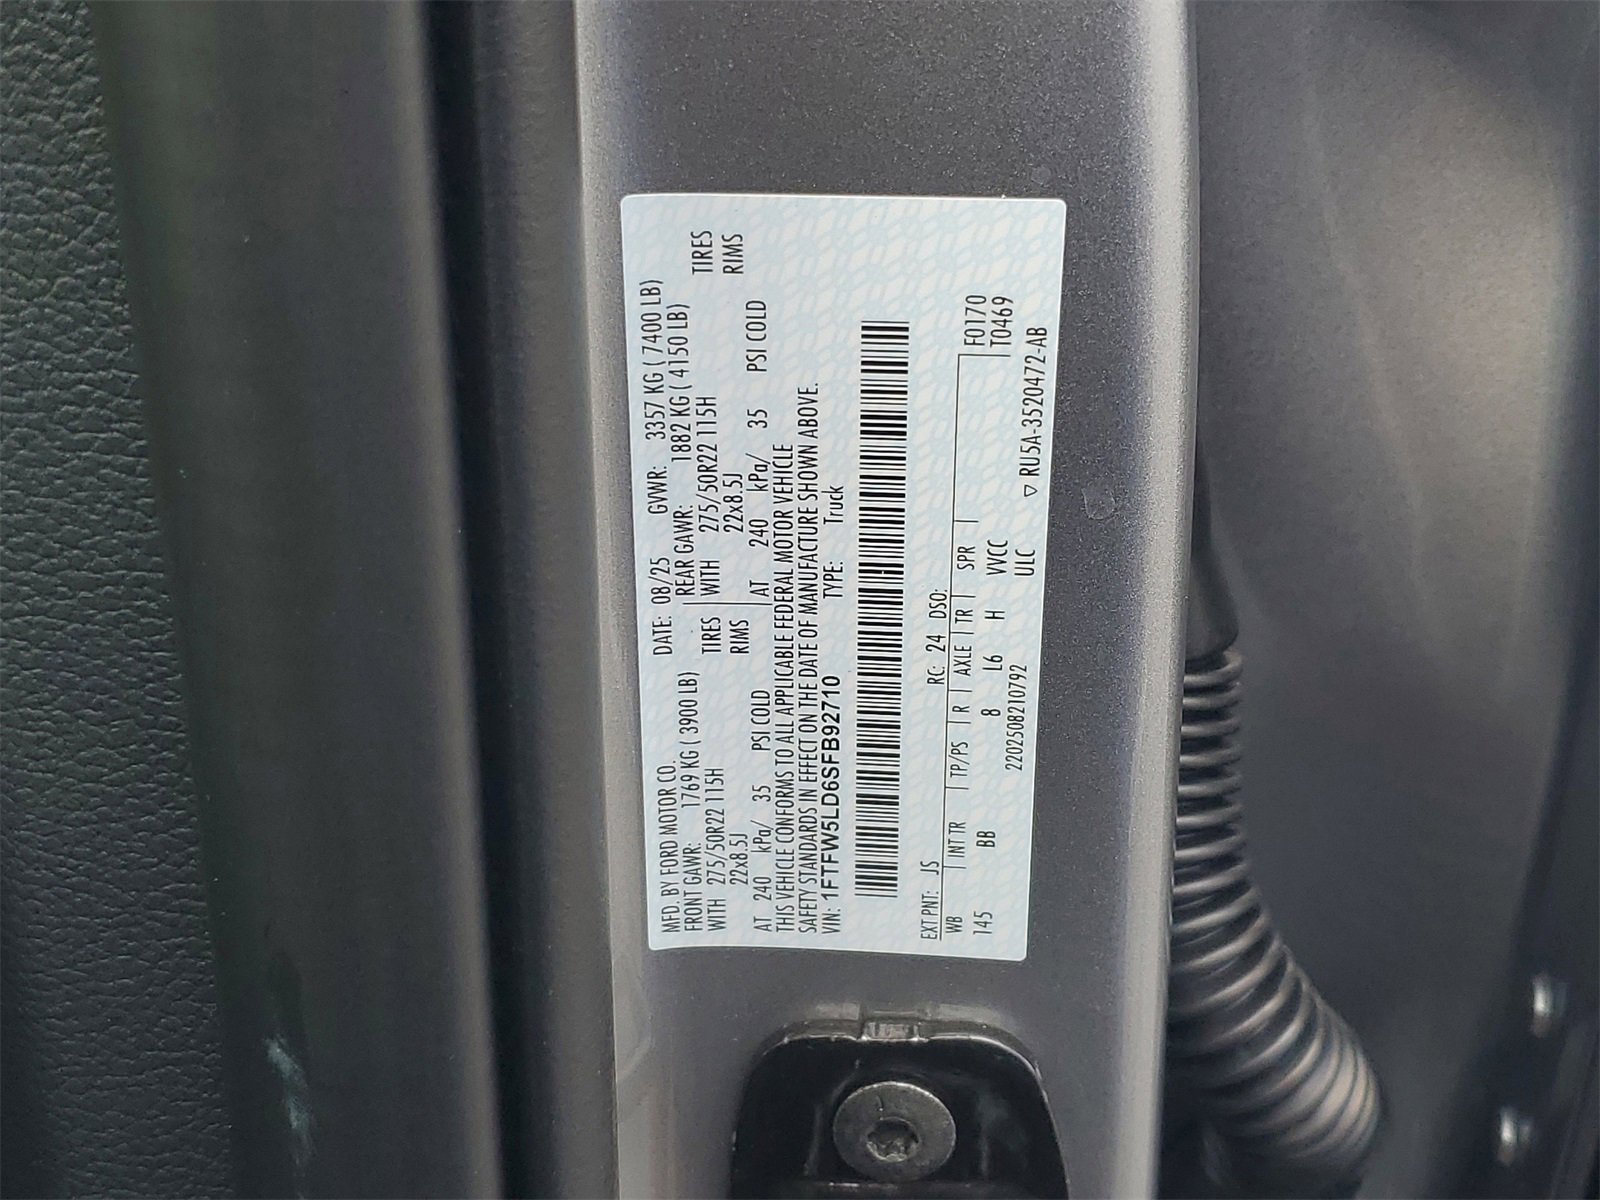 MFD. BY FORD MOTOR CO. DATE: 08/25 GVWR: 3357 KG ( 7400 LB)
FRONT GAWR: 1769 KG ( 3900 LB) REAR GAWR: 1882 KG ( 4150 LB)
WITH 275/50R22 115H TIRES WITH 275/50R22 115H TIRES
22x8.5J RIMS 22x8.5J RIMS
AT 240 kPa/ 35 PSI COLD AT 240 kPa/ 35 PSI COLD
THIS VEHICLE CONFORMS TO ALL APPLICABLE FEDERAL MOTOR VEHICLE
SAFETY STANDARDS IN EFFECT ON THE DATE OF MANUFACTURE SHOWN ABOVE.
VIN: 1FTFW5LD6SFB92710 TYPE: Truck
EXT PNT: JS RC: 24 DSO:
WB INT TR TP/PS R AXLE TR SPR F0170
145 BB 8 L6 H WCC T0469
2202508210792 ULC
▽ RU5A-3520472-AB